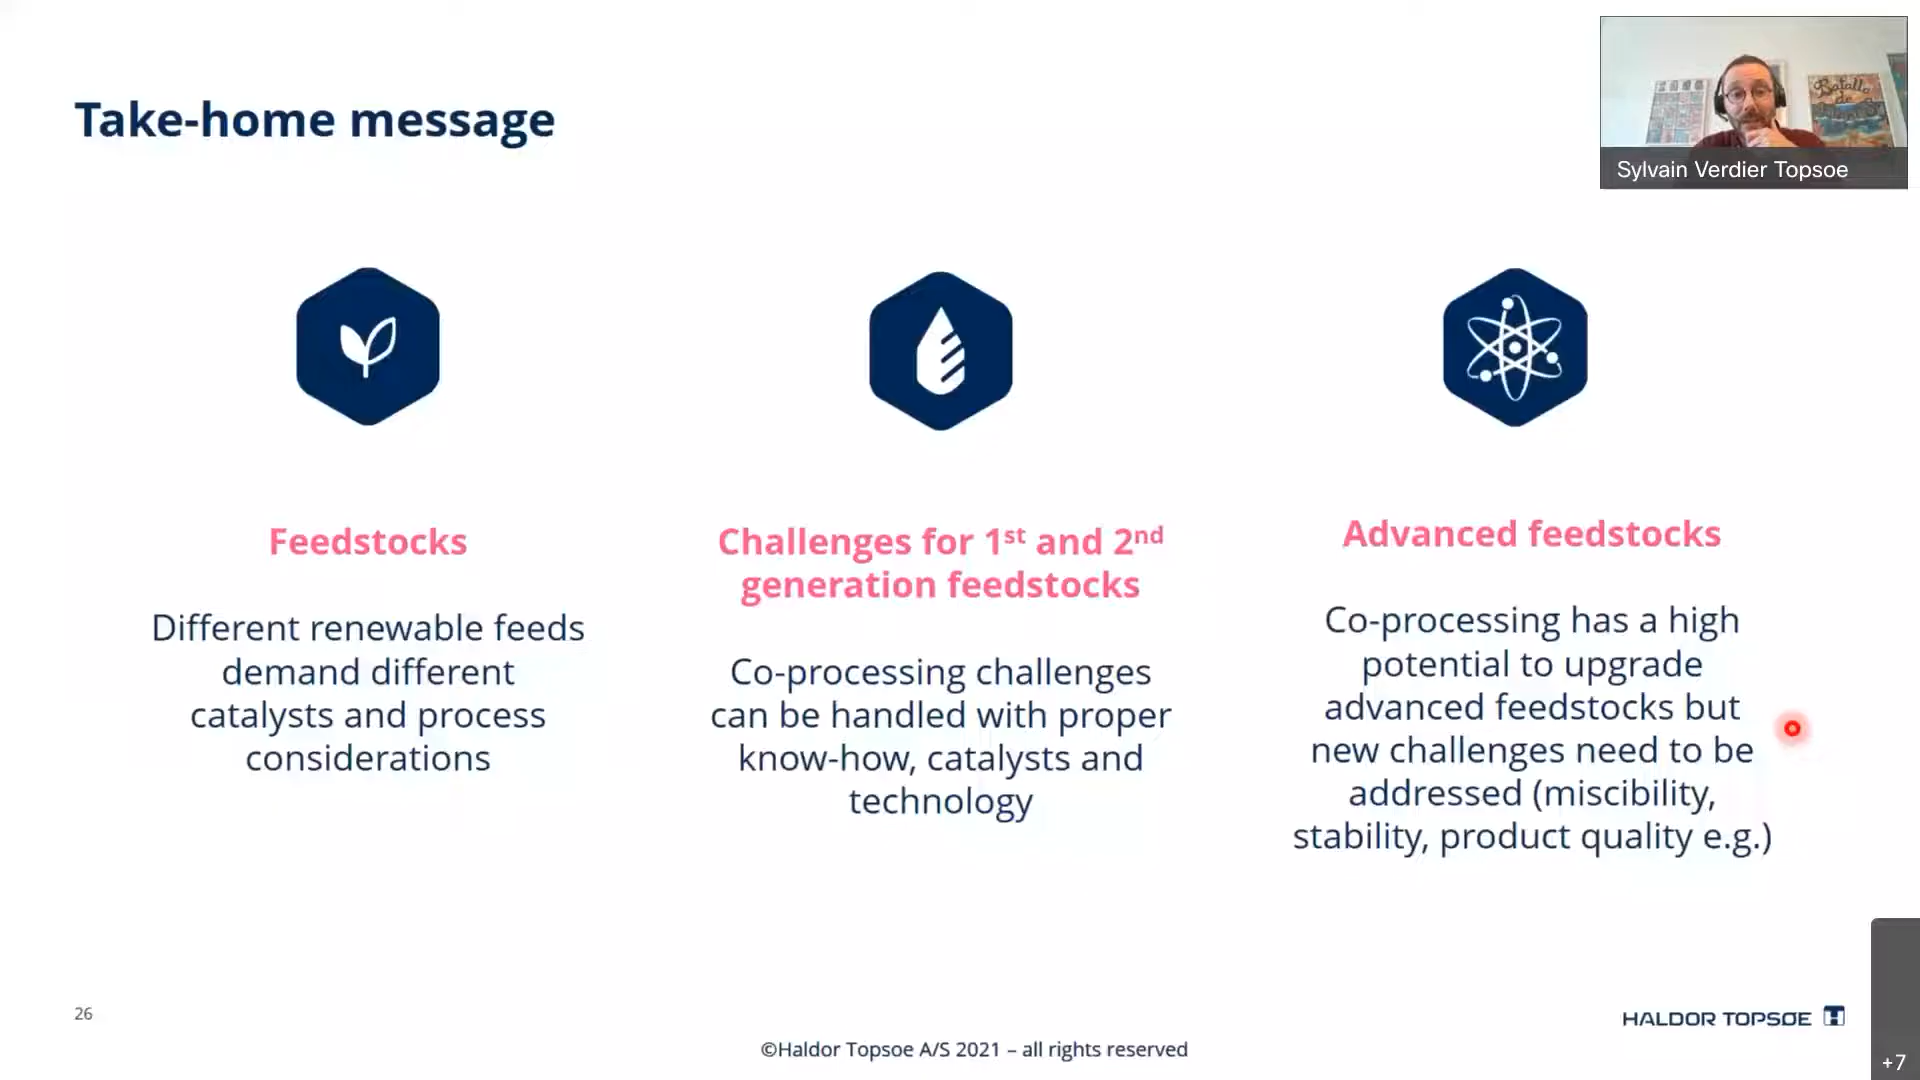 Take-home message
Batalla
de
Sylvain Verdier Topsoe
Feedstocks
Different renewable feeds
demand different
catalysts and process
considerations
Challenges for 1st and 2nd
generation feedstocks
Co-processing challenges
can be handled with proper
know-how, catalysts and
technology
Advanced feedstocks
Co-processing has a high
potential to upgrade
advanced feedstocks but
new challenges need to be
addressed (miscibility,
stability, product quality e.g.)
26
HALDOR TOPSØE
©Haldor Topsoe A/S 2021 – all rights reserved
+7